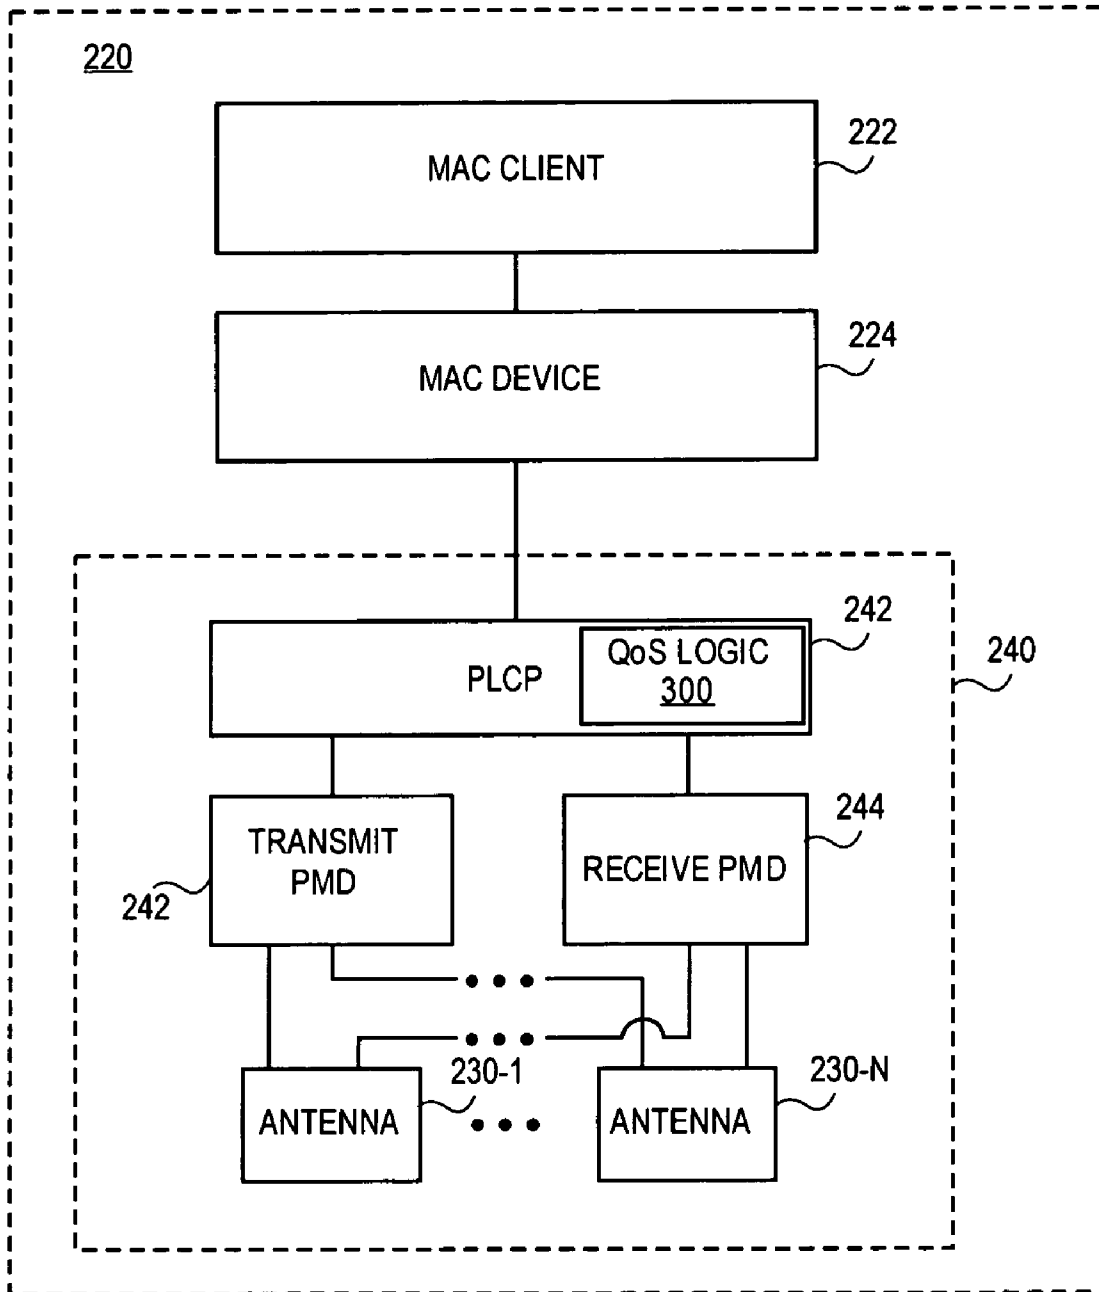 220
MAC CLIENT
222
MAC DEVICE
224
PLCP
QoS LOGIC
300
242
240
TRANSMIT
PMD
242
RECEIVE PMD
244
ANTENNA
230-1
ANTENNA
230-N